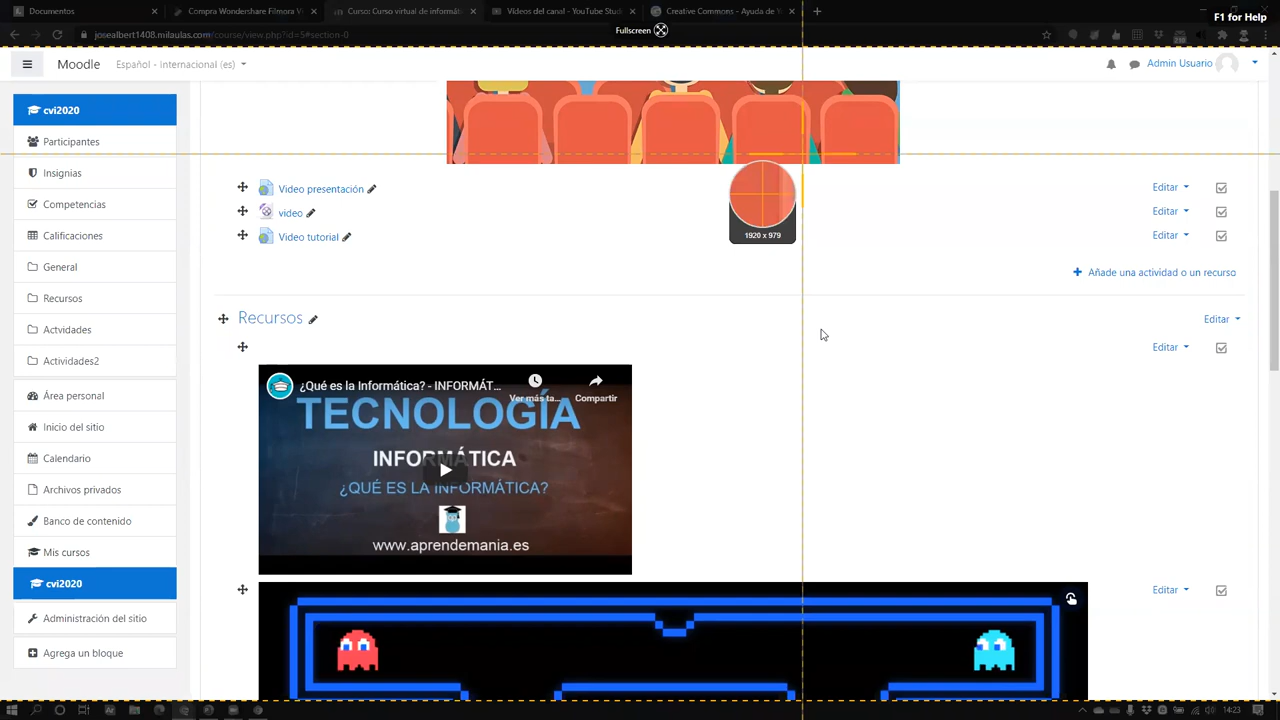 Documentos
Compra Wondershare Filmora V
Curso: Curso virtual de informát
Vídeos del canal - YouTube Stud
Creative Commons - Ayuda de Y
Fullscreen
F1 for Help
josealbert1408.milaulas.com/course/view.php?id=5#section-0
Moodle
Español - Internacional (es)
Admin Usuario
cvi2020
Participantes
Insignias
Competencias
Calificaciones
General
Recursos
Actvidades
Actividades2
Área personal
Inicio del sitio
Calendario
Archivos privados
Banco de contenido
Mis cursos
cvi2020
Administración del sitio
Agrega un bloque
Video presentación
Editar
video
Editar
Video tutorial
Editar
1920 x 979
Añade una actividad o un recurso
Recursos
Editar
Editar
¿Qué es la Informática? - INFORMÁT...
Ver más ta...
Compartir
TECNOLOGÍA
INFORMÁTICA
¿QUÉ ES LA INFORMÁTICA?
www.aprendemania.es
Editar
14:23